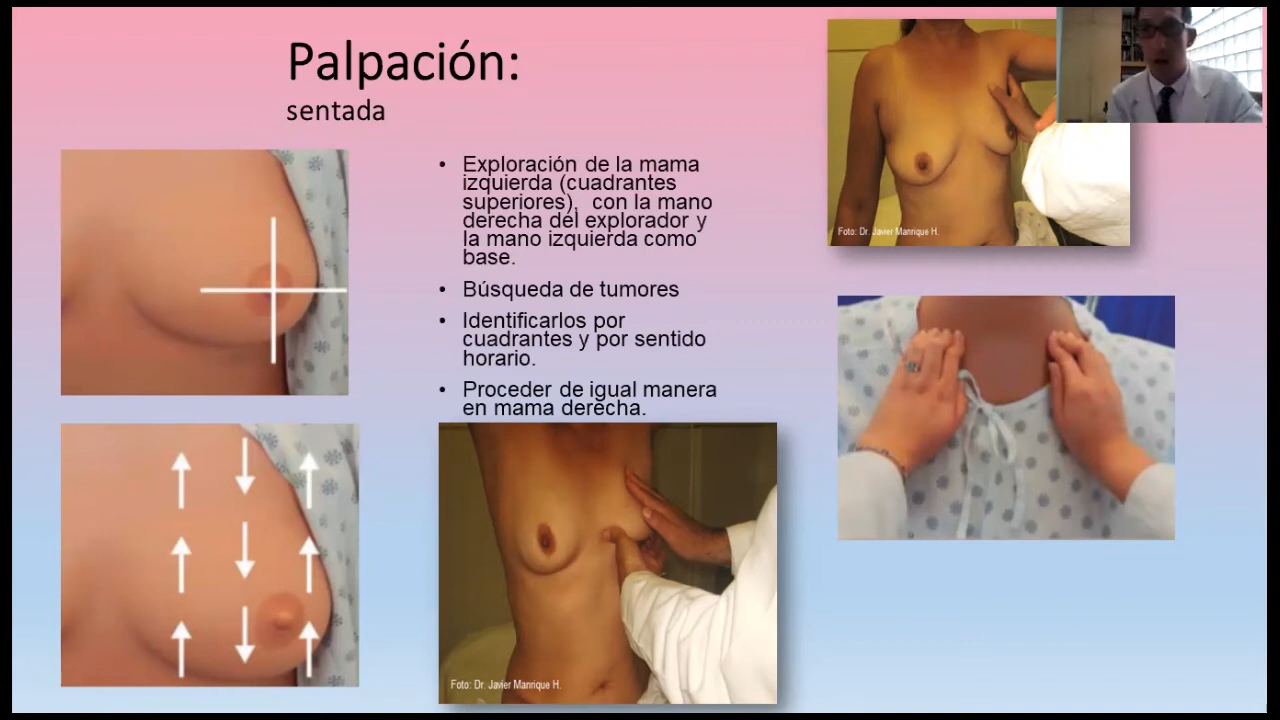 Palpación:
sentada
• Exploración de la mama
izquierda (cuadrantes
superiores), con la mano
derecha del explorador y
la mano izquierda como
base.
• Búsqueda de tumores
• Identificarlos por
cuadrantes y por sentido
horario.
• Proceder de igual manera
en mama derecha.
Foto: Dr. Javier Manrique H.
Foto: Dr. Javier Manrique H.